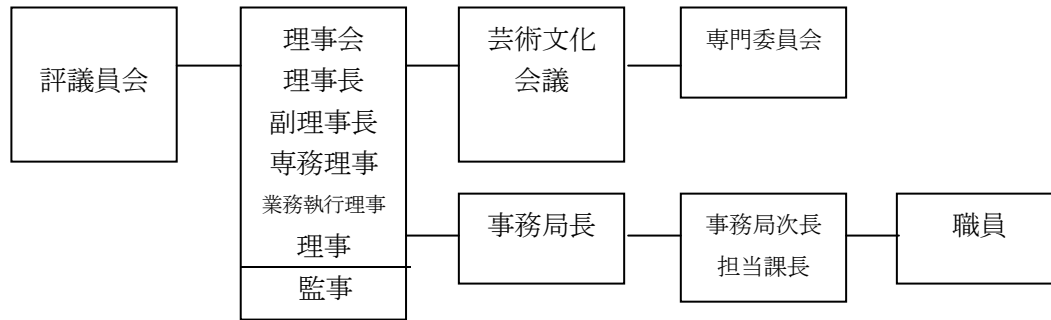 評議員会
理事会
理事長
副理事長
専務理事
業務執行理事
理事
監事
芸術文化
会議
専門委員会
事務局長
事務局次長
担当課長
職員